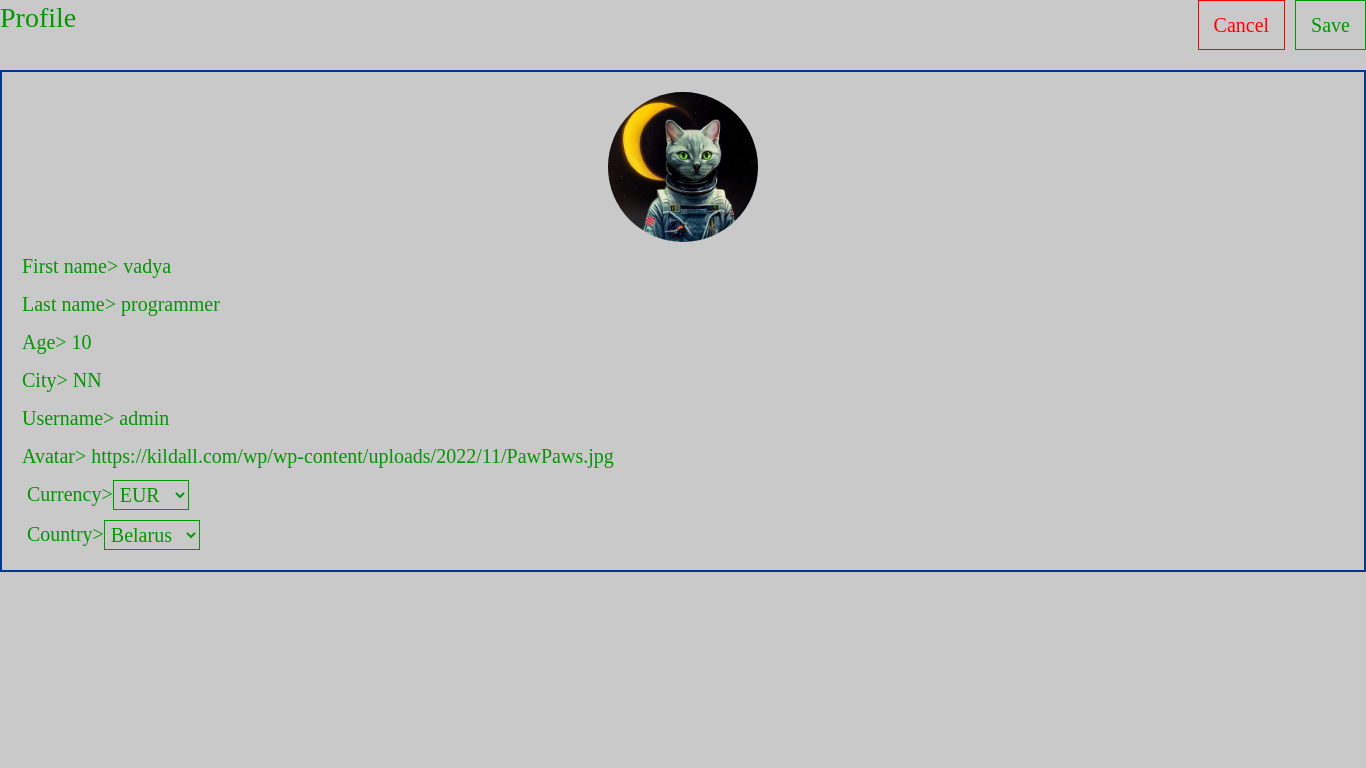 Profile
Cancel
Save
First name> vadya
Last name> programmer
Age> 10
City> NN
Username> admin
Avatar> https://kildall.com/wp/wp-content/uploads/2022/11/PawPaws.jpg
Currency> EUR
Country> Belarus